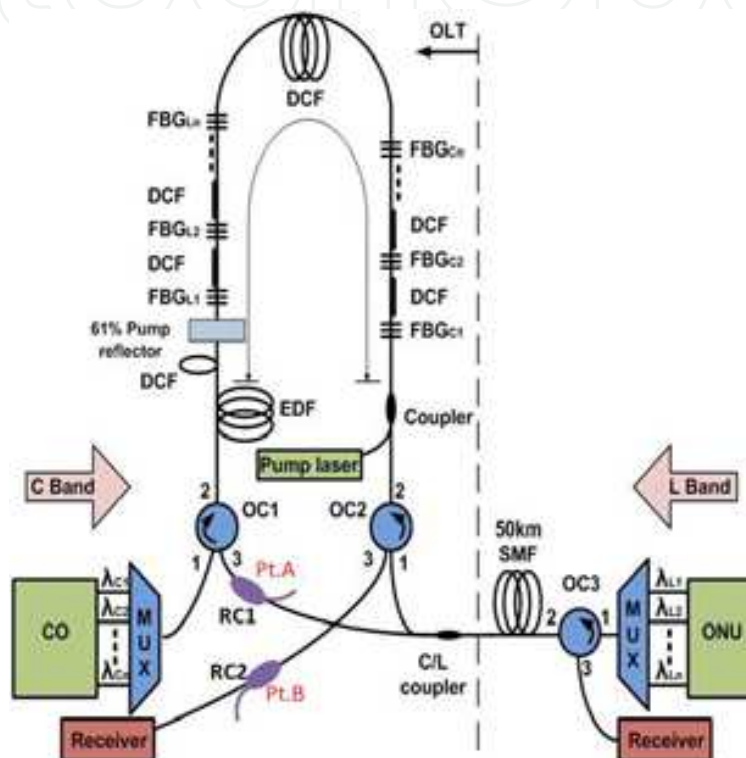 OLT
DCF
FBGLn
FBGCn
DCF
DCF
FBGL2
FBGC2
DCF
DCF
FBGL1
FBGC1
61% Pump
reflector
DCF
EDF
Coupler
Pump laser
C Band
L Band
2
OC1
OC2
2
50km
SMF
1
3
3
1
OC3
Pt.A
RC1
λC1
λC2
λCn
CO
MUX
2
1
3
MUX
λL1
λL2
λLn
ONU
C/L
coupler
RC2
Pt.B
Receiver
Receiver